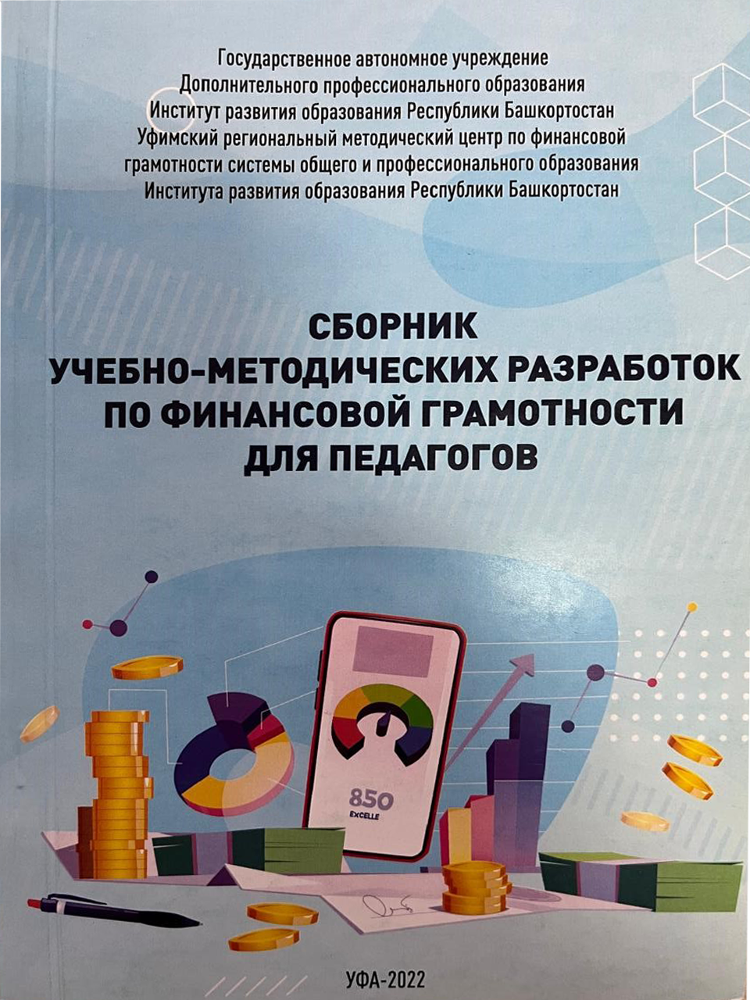 Государственное автономное учреждение
Дополнительного профессионального образования
Институт развития образования Республики Башкортостан
Уфимский региональный методический центр по финансовой
грамотности системы общего и профессионального образования
Института развития образования Республики Башкортостан
СБОРНИК
УЧЕБНО-МЕТОДИЧЕСКИХ РАЗРАБОТОК
ПО ФИНАНСОВОЙ ГРАМОТНОСТИ
ДЛЯ ПЕДАГОГОВ
850
EXCELLE
УФА-2022